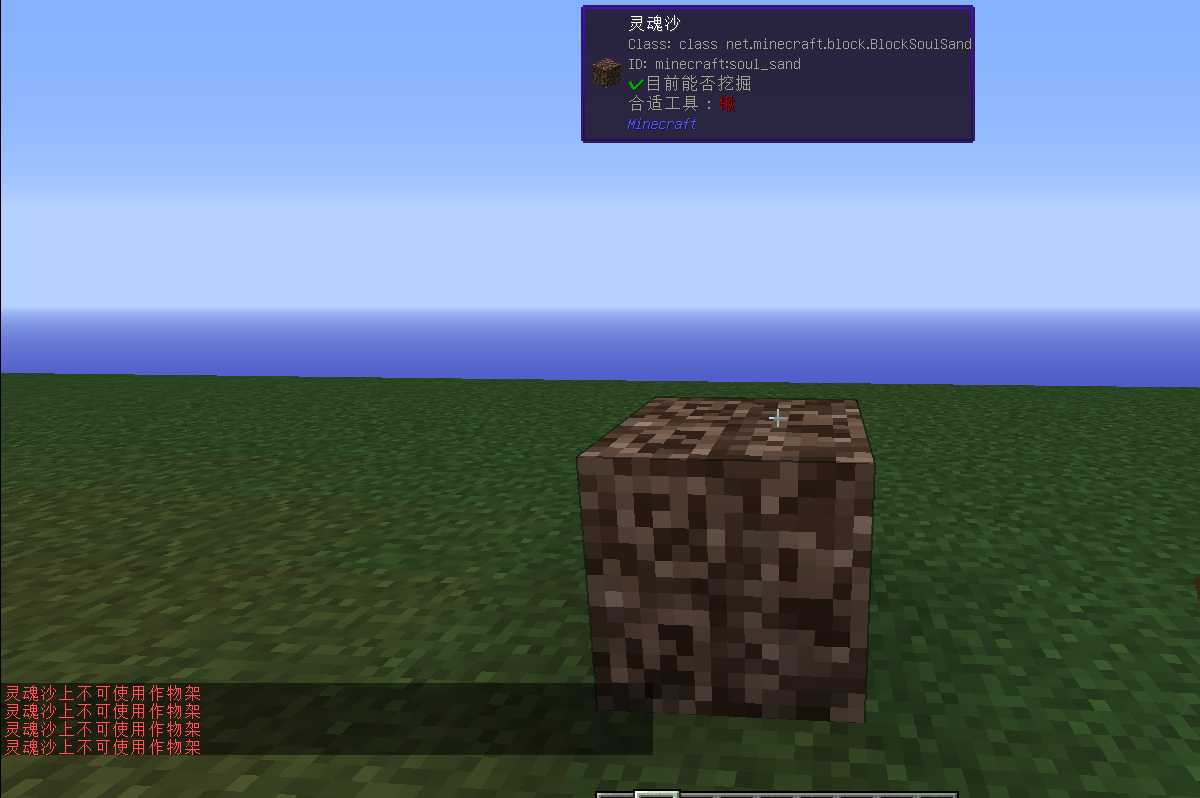 灵魂沙
Class: class net.minecraft.block.BlockSoulSand
ID: minecraft:soul_sand
✔目前能否挖掘
合适工具：锹
Minecraft
灵魂沙上不可使用作物架
灵魂沙上不可使用作物架
灵魂沙上不可使用作物架
灵魂沙上不可使用作物架